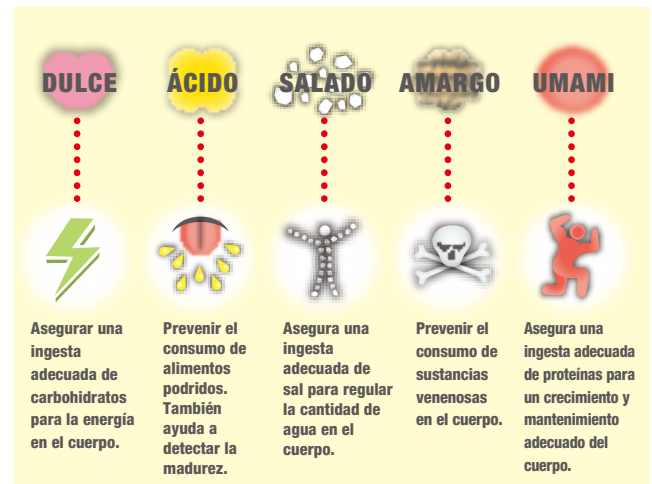 DULCE
ÁCIDO
SALADO
AMARGO
UMAMI
Asegurar una
ingesta
adecuada de
carbohidratos
para la energía
en el cuerpo.
Prevenir el
consumo de
alimentos
podridos.
También
ayuda a
detectar la
madurez.
Asegura una
ingesta
adecuada de
sal para regular
la cantidad de
agua en el
cuerpo.
Prevenir el
consumo de
sustancias
venenosas
en el cuerpo.
Asegura una
ingesta adecuada
de proteínas para
un crecimiento y
mantenimiento
adecuado del
cuerpo.